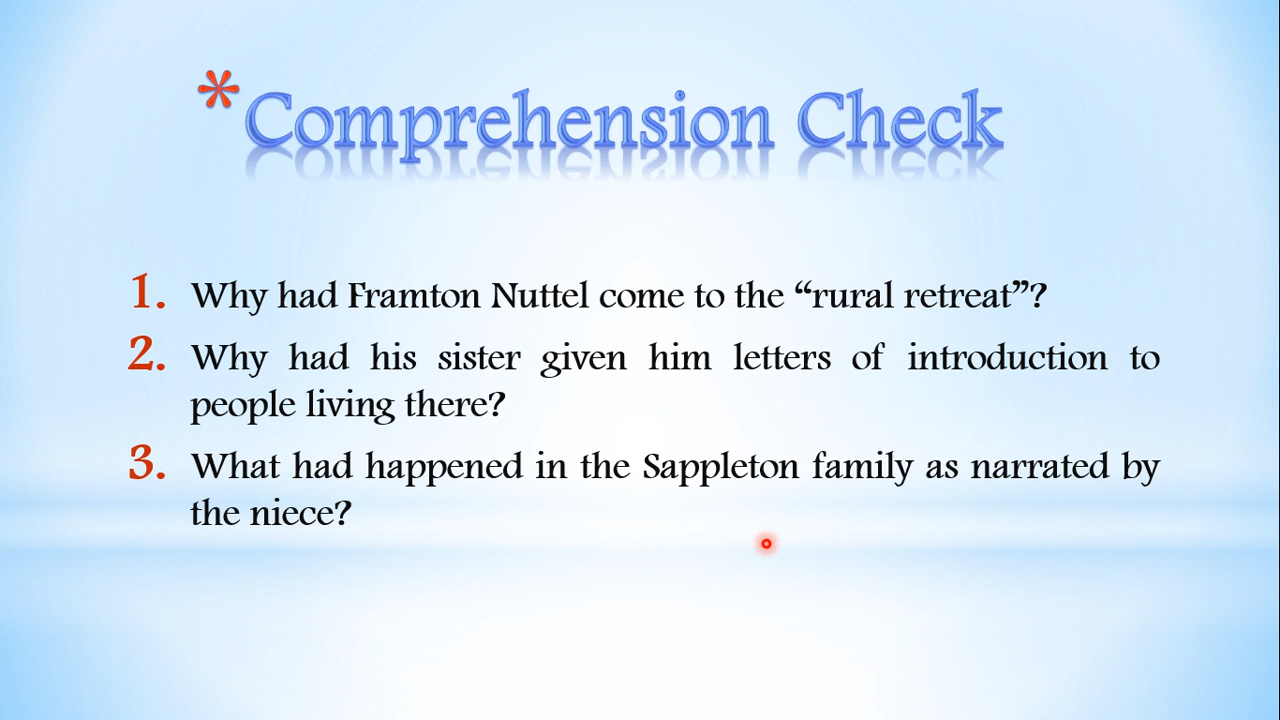 *Comprehension Check
1. Why had Framton Nuttel come to the “rural retreat”?
2. Why had his sister given him letters of introduction to
people living there?
3. What had happened in the Sappleton family as narrated by
the niece?